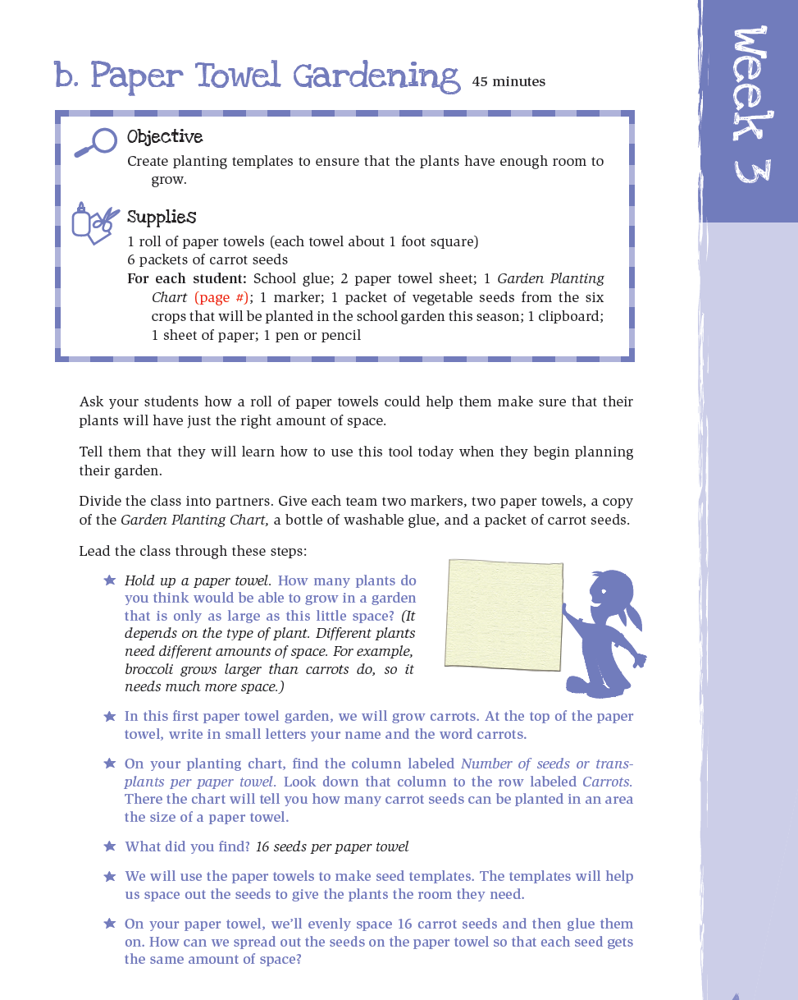 b. Paper Towel Gardening 45 minutes
Week 3
Objective
Create planting templates to ensure that the plants have enough room to
grow.
Supplies
1 roll of paper towels (each towel about 1 foot square)
6 packets of carrot seeds
For each student: School glue; 2 paper towel sheet; 1 Garden Planting
Chart (page #); 1 marker; 1 packet of vegetable seeds from the six
crops that will be planted in the school garden this season; 1 clipboard;
1 sheet of paper; 1 pen or pencil
Ask your students how a roll of paper towels could help them make sure that their
plants will have just the right amount of space.
Tell them that they will learn how to use this tool today when they begin planning
their garden.
Divide the class into partners. Give each team two markers, two paper towels, a copy
of the Garden Planting Chart, a bottle of washable glue, and a packet of carrot seeds.
Lead the class through these steps:
Hold up a paper towel. How many plants do
you think would be able to grow in a garden
that is only as large as this little space? (It
depends on the type of plant. Different plants
need different amounts of space. For example,
broccoli grows larger than carrots do, so it
needs much more space.)
In this first paper towel garden, we will grow carrots. At the top of the paper
towel, write in small letters your name and the word carrots.
On your planting chart, find the column labeled Number of seeds or trans-
plants per paper towel. Look down that column to the row labeled Carrots.
There the chart will tell you how many carrot seeds can be planted in an area
the size of a paper towel.
What did you find? 16 seeds per paper towel
We will use the paper towels to make seed templates. The templates will help
us space out the seeds to give the plants the room they need.
On your paper towel, we'll evenly space 16 carrot seeds and then glue them
on. How can we spread out the seeds on the paper towel so that each seed gets
the same amount of space?